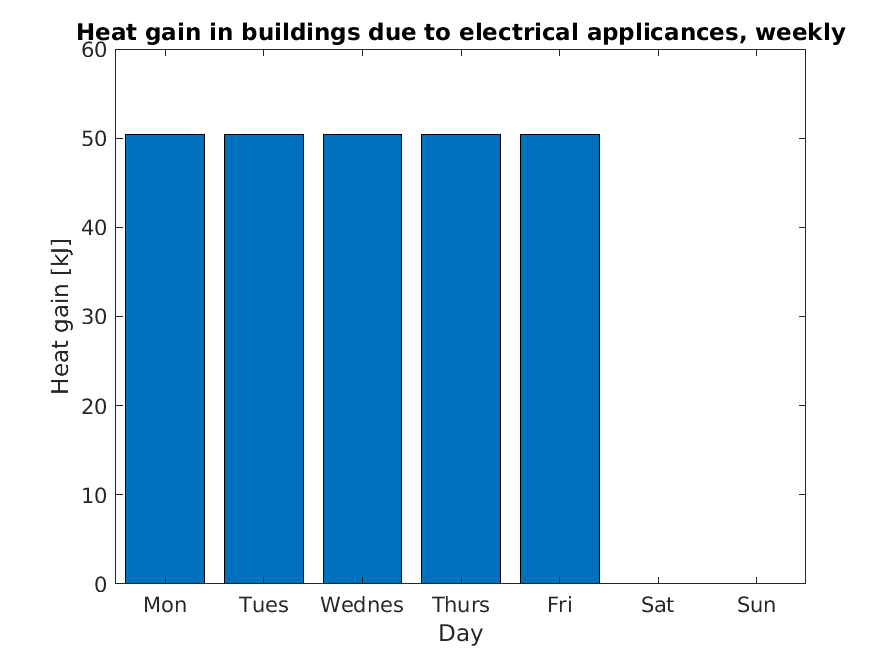 Heat gain in buildings due to electrical applicances, weekly
60
50
40
30
20
10
0
Heat gain [kJ]
Mon Tues Wednes Thurs Fri Sat Sun
Day